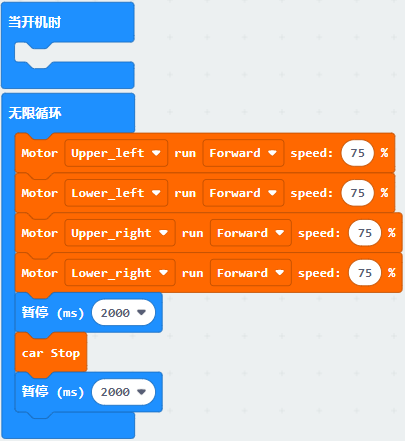 当开机时
无限循环
Motor Upper_left run Forward speed: 75 %
Motor Lower_left run Forward speed: 75 %
Motor Upper_right run Forward speed: 75 %
Motor Lower_right run Forward speed: 75 %
暂停 (ms) 2000
car Stop
暂停 (ms) 2000